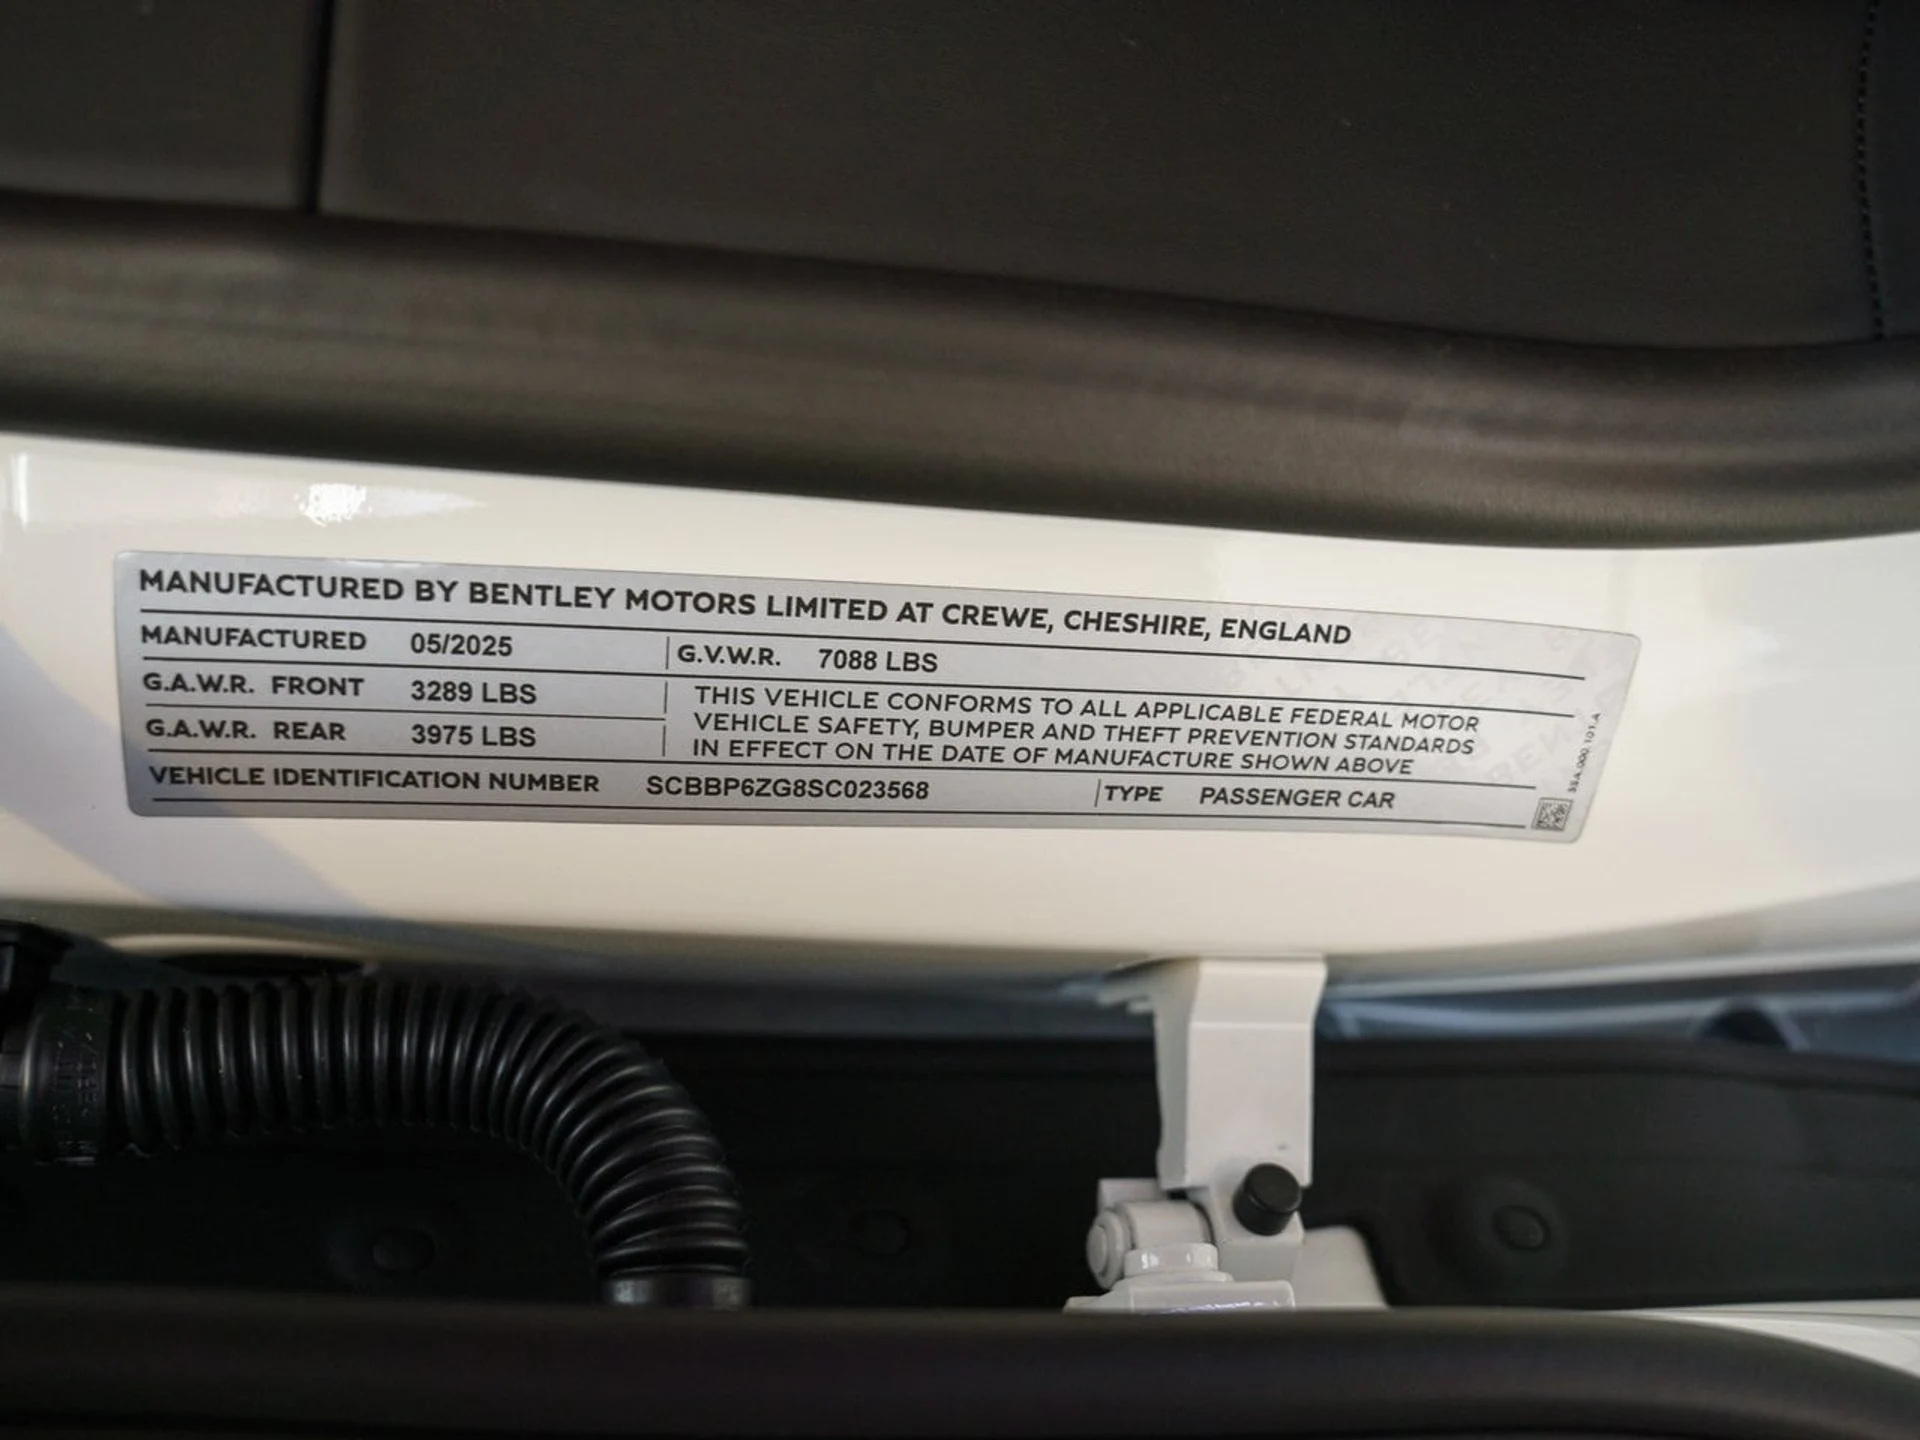 MANUFACTURED BY BENTLEY MOTORS LIMITED AT CREWE, CHESHIRE, ENGLAND
MANUFACTURED 05/2025 G.V.W.R. 7088 LBS
G.A.W.R. FRONT 3289 LBS
G.A.W.R. REAR 3975 LBS
THIS VEHICLE CONFORMS TO ALL APPLICABLE FEDERAL MOTOR
VEHICLE SAFETY, BUMPER AND THEFT PREVENTION STANDARDS
IN EFFECT ON THE DATE OF MANUFACTURE SHOWN ABOVE
VEHICLE IDENTIFICATION NUMBER SCBBP6ZG8SC023568 TYPE PASSENGER CAR